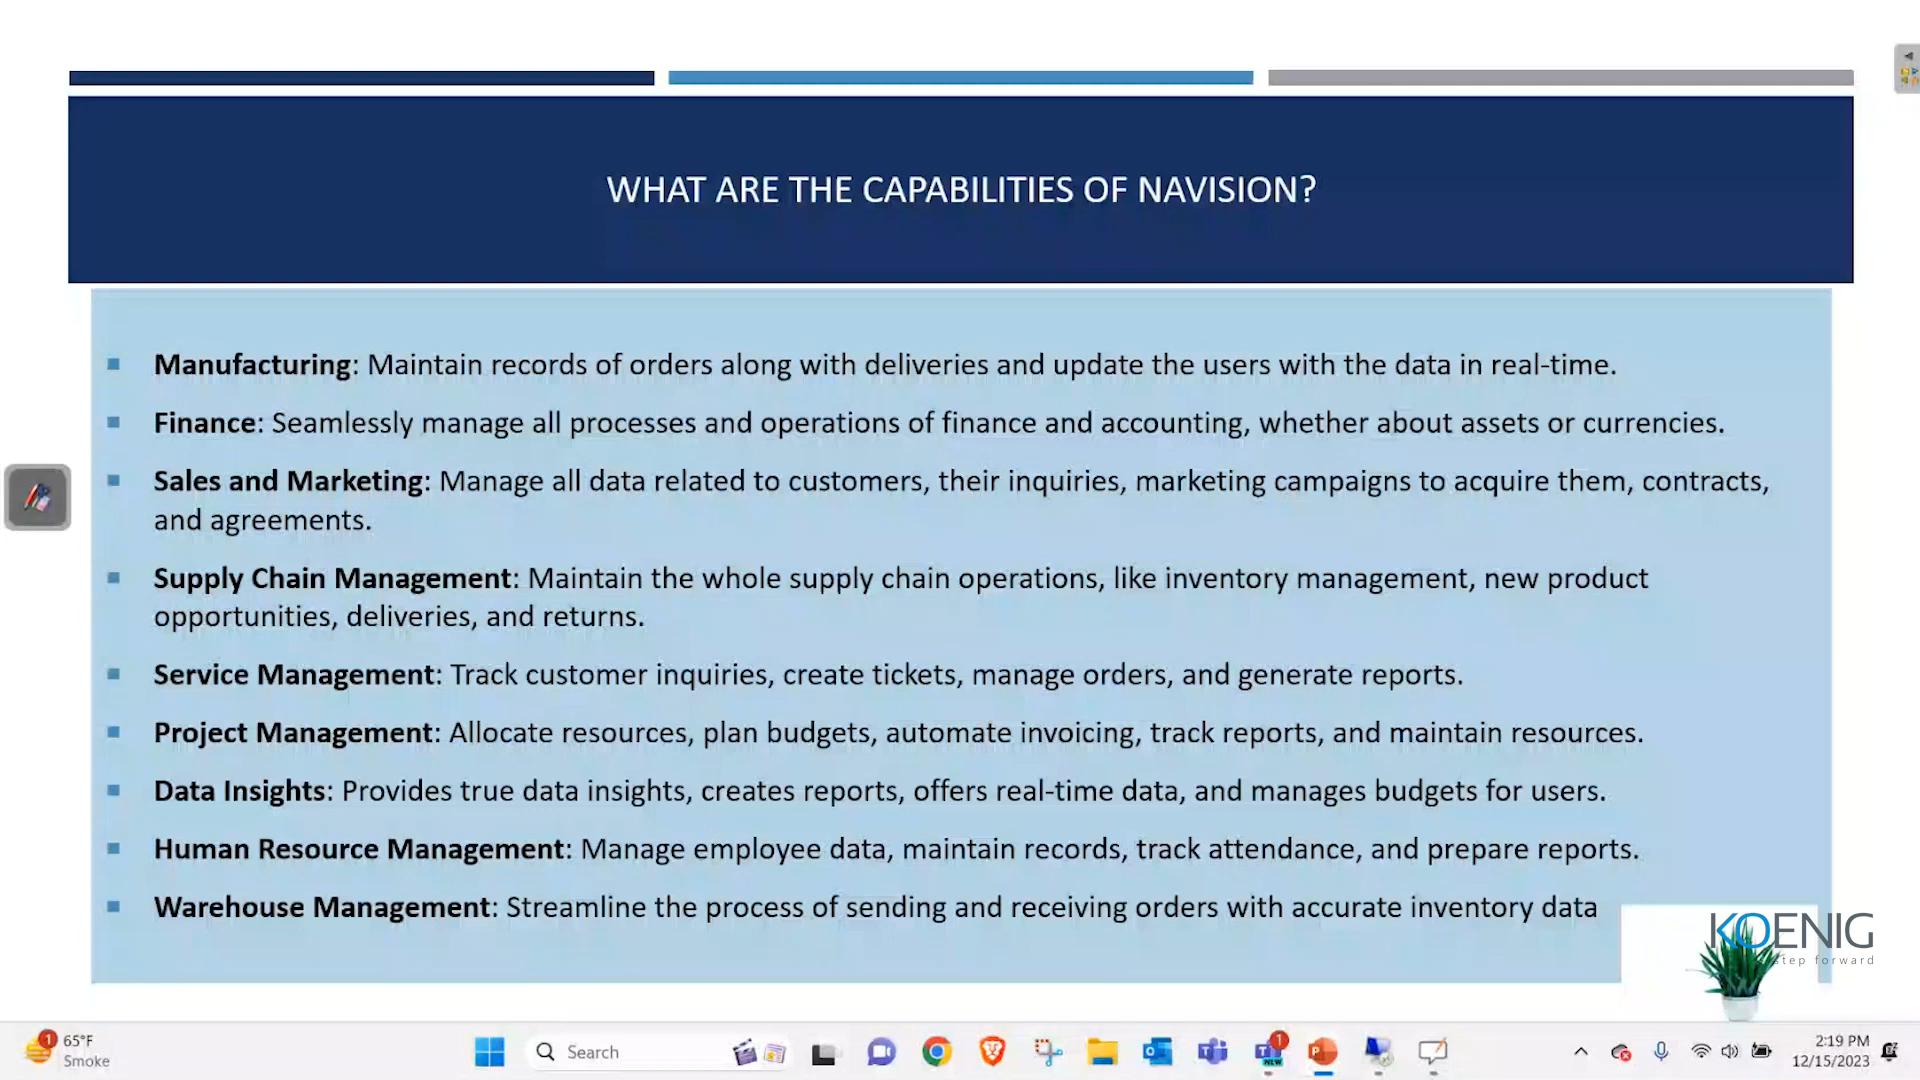 WHAT ARE THE CAPABILITIES OF NAVISION?
Manufacturing: Maintain records of orders along with deliveries and update the users with the data in real-time.
Finance: Seamlessly manage all processes and operations of finance and accounting, whether about assets or currencies.
Sales and Marketing: Manage all data related to customers, their inquiries, marketing campaigns to acquire them, contracts,
and agreements.
Supply Chain Management: Maintain the whole supply chain operations, like inventory management, new product
opportunities, deliveries, and returns.
Service Management: Track customer inquiries, create tickets, manage orders, and generate reports.
Project Management: Allocate resources, plan budgets, automate invoicing, track reports, and maintain resources.
Data Insights: Provides true data insights, creates reports, offers real-time data, and manages budgets for users.
Human Resource Management: Manage employee data, maintain records, track attendance, and prepare reports.
Warehouse Management: Streamline the process of sending and receiving orders with accurate inventory data
KOENIG
step forward
1
65°F
Smoke
Search
1
NEW
2:19 PM
12/15/2023